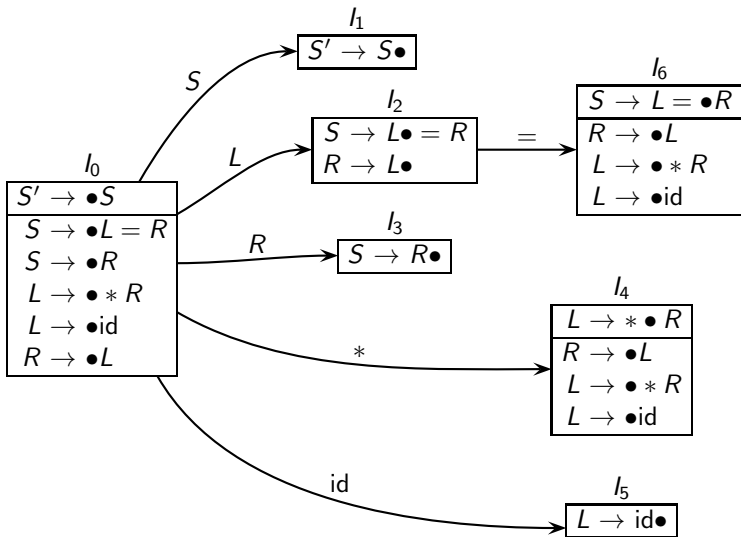 I₁
S′ → S●
S
I₀
S′ → ●S
S → ●L = R
S → ●R
L → ● ∗ R
L → ●id
R → ●L
L
I₂
S → L● = R
R → L●
=
I₆
S → L = ●R
R → ●L
L → ● ∗ R
L → ●id
R
I₃
S → R●
∗
I₄
L → ∗ ● R
R → ●L
L → ● ∗ R
L → ●id
id
I₅
L → id●